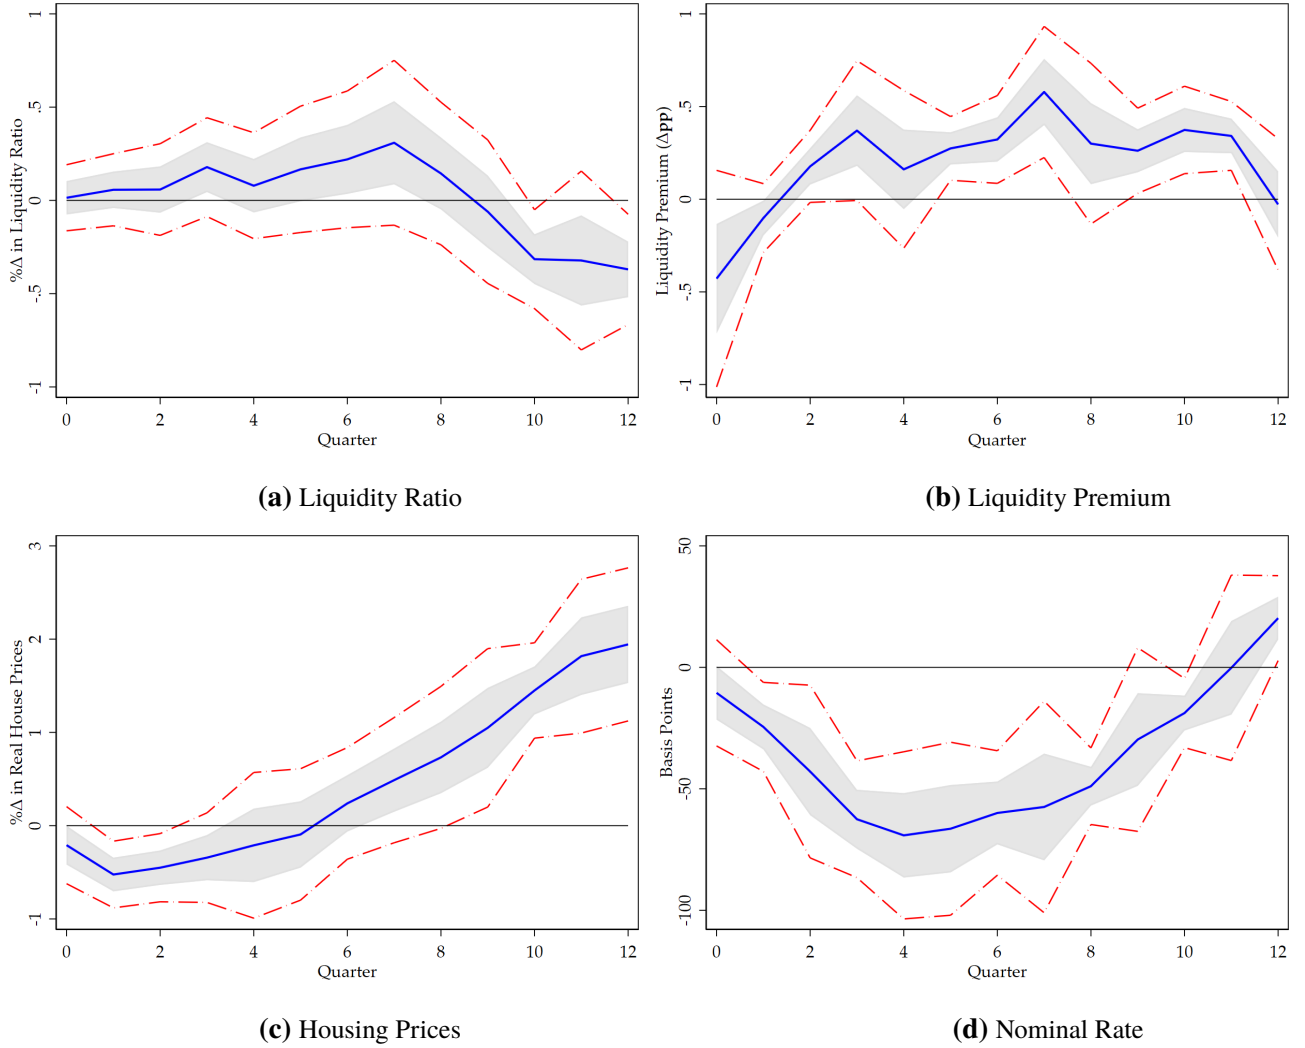 %Δ in Liquidity Ratio
1
.5
0
-.5
-1
0 2 4 6 8 10 12
Quarter
(a) Liquidity Ratio
Liquidity Premium (Δpp)
1
.5
0
-.5
-1
0 2 4 6 8 10 12
Quarter
(b) Liquidity Premium
%Δ in Real House Prices
3
2
1
0
-1
0 2 4 6 8 10 12
Quarter
(c) Housing Prices
Basis Points
50
0
-50
-100
0 2 4 6 8 10 12
Quarter
(d) Nominal Rate